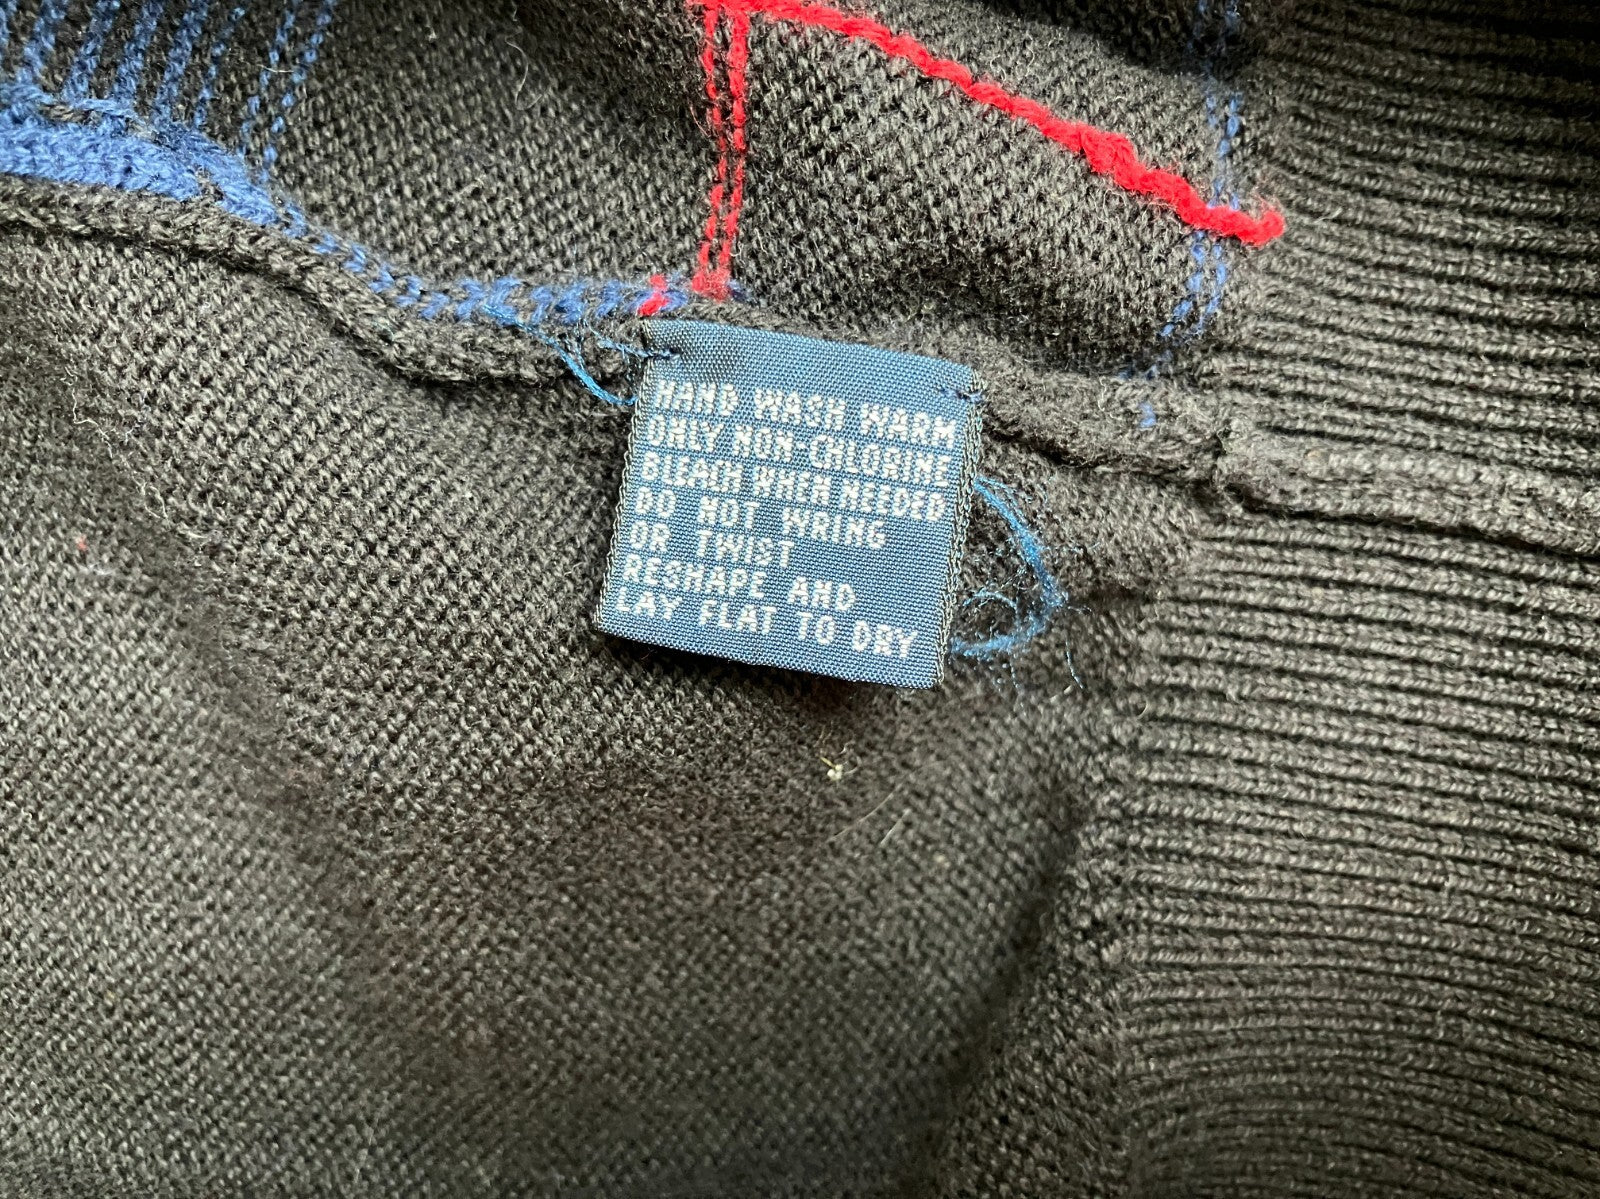 HAND WASH WARM
ONLY NON-CHLORINE
BLEACH WHEN NEEDED
DO NOT WRING
OR TWIST
RESHAPE AND
LAY FLAT TO DRY